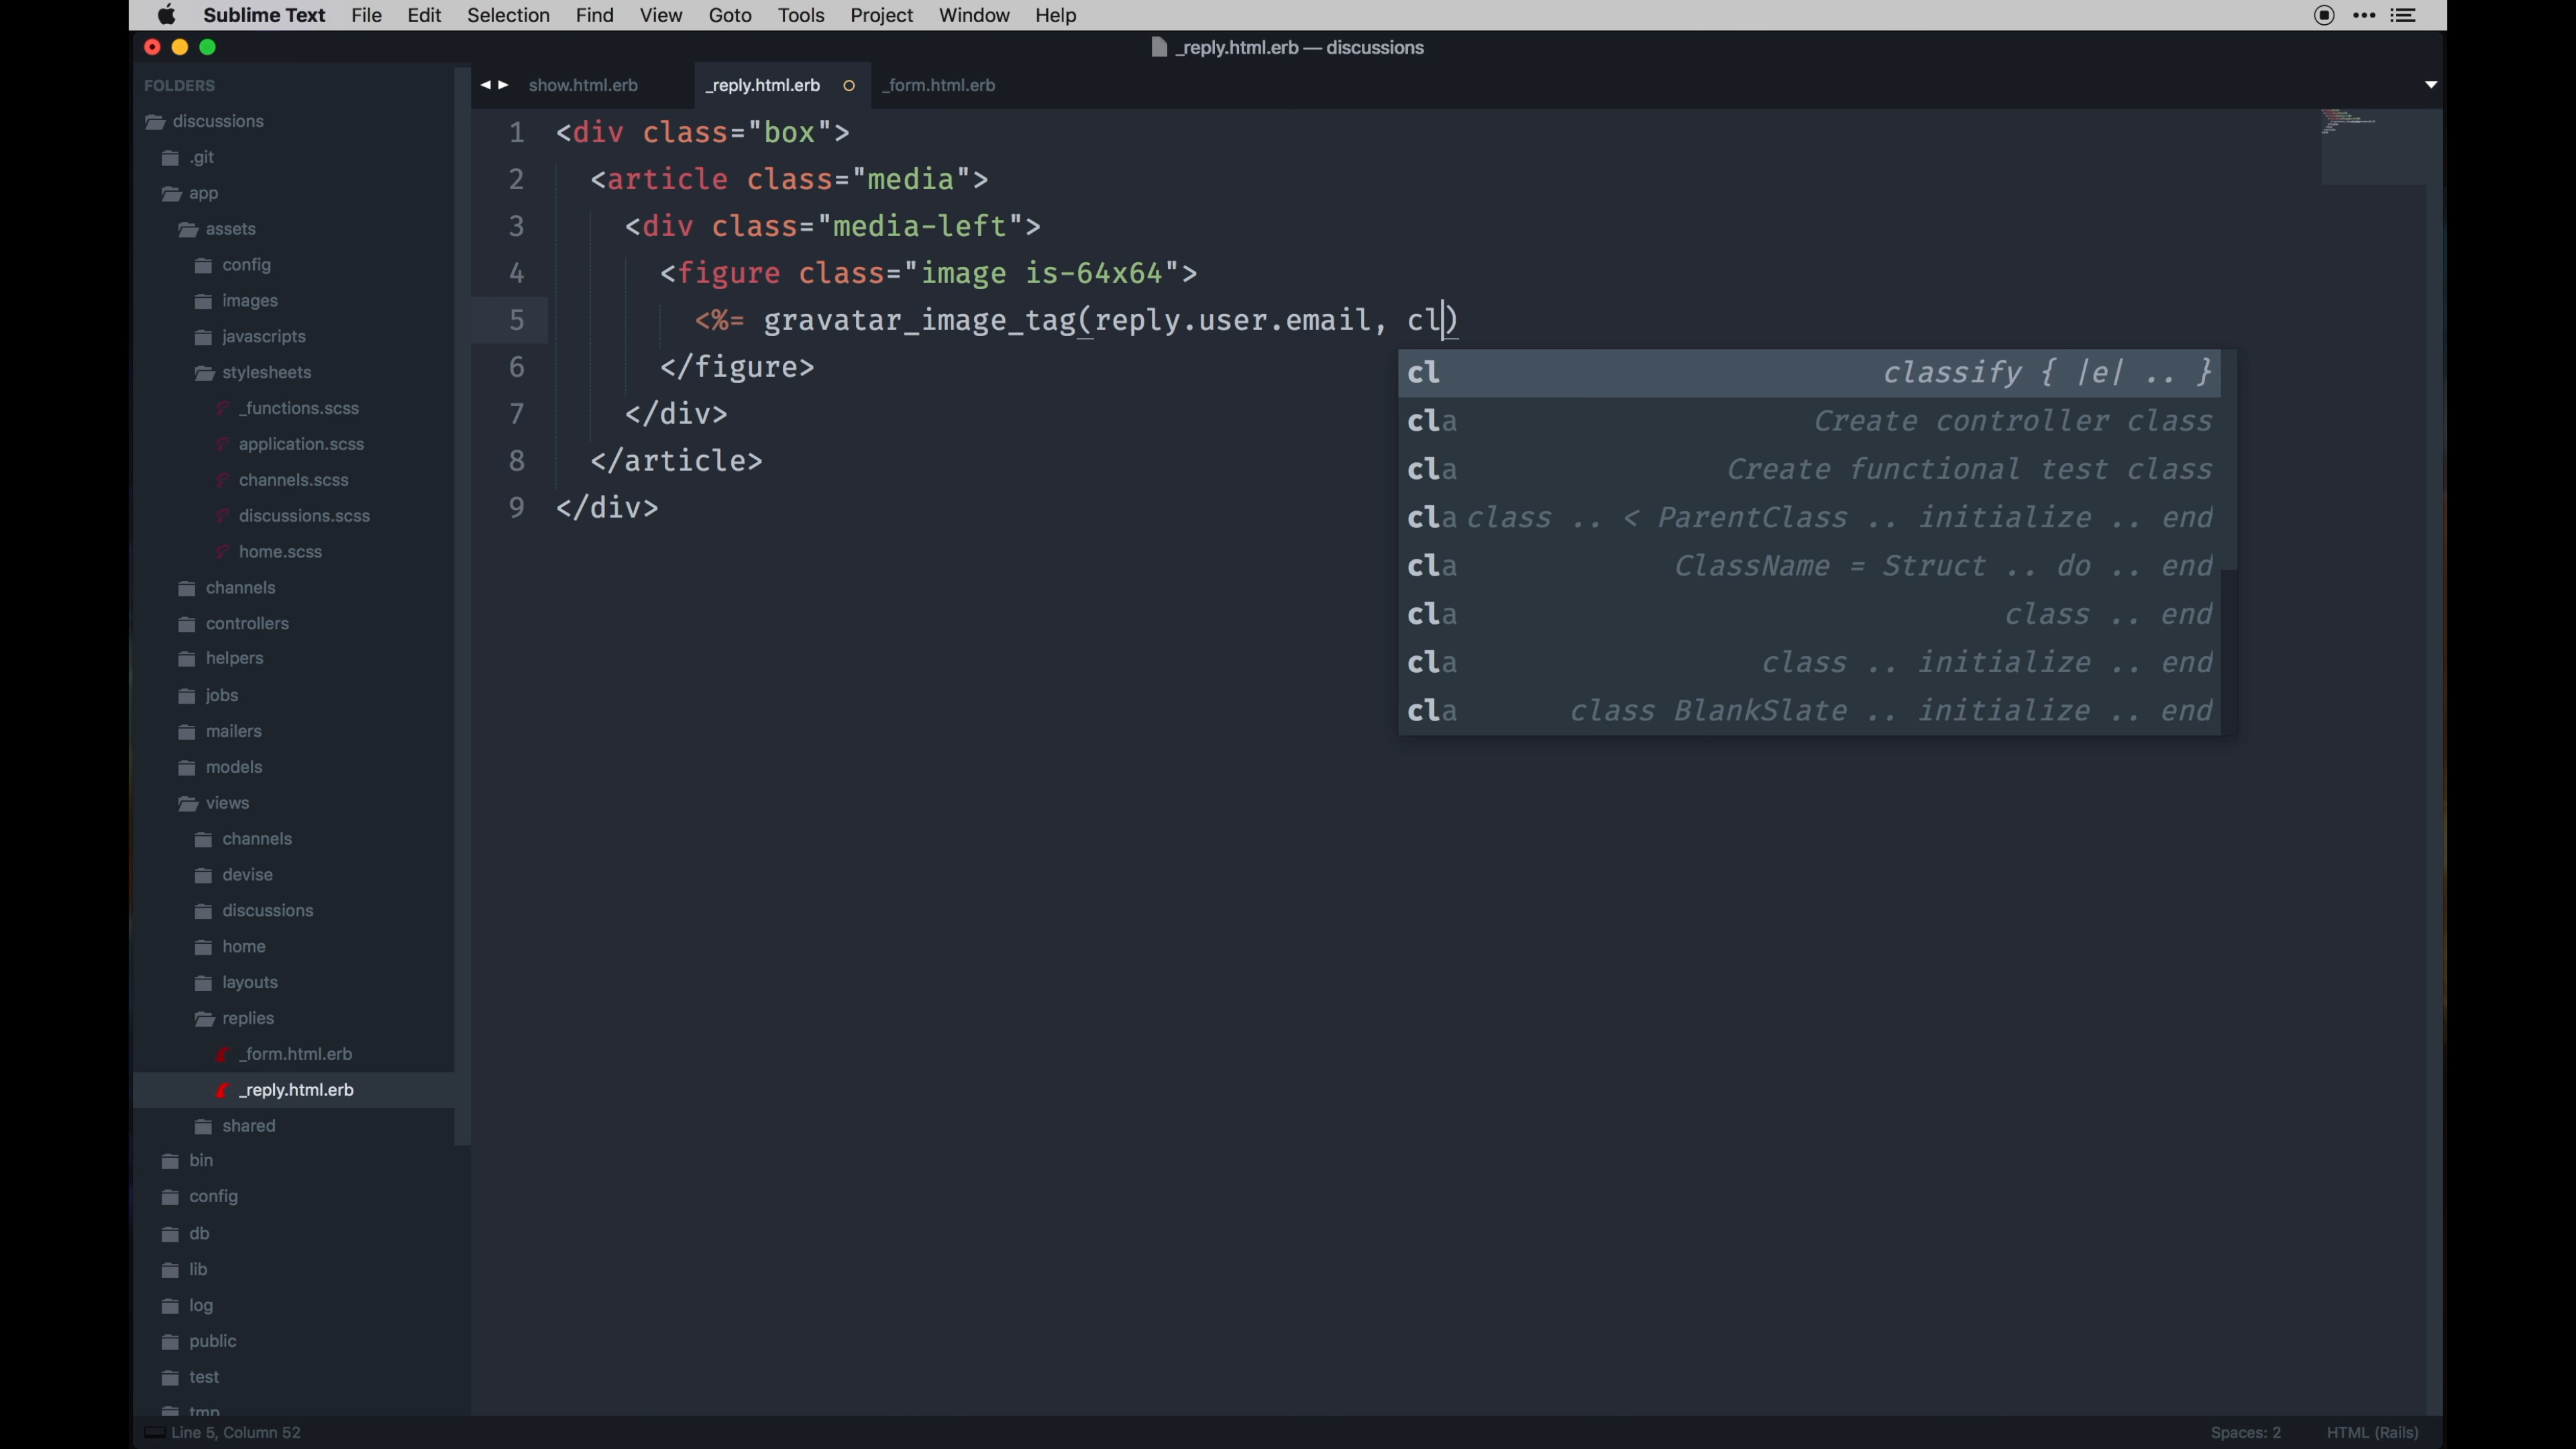 Sublime Text File Edit Selection Find View Goto Tools Project Window Help
_reply.html.erb — discussions
FOLDERS
discussions
.git
app
assets
config
images
javascripts
stylesheets
_functions.scss
application.scss
channels.scss
discussions.scss
home.scss
channels
controllers
helpers
jobs
mailers
models
views
channels
devise
discussions
home
layouts
replies
_form.html.erb
_reply.html.erb
shared
bin
config
db
lib
log
public
test
tmp
show.html.erb _reply.html.erb _form.html.erb
1 <div class="box">
2 <article class="media">
3 <div class="media-left">
4 <figure class="image is-64x64">
5 <%= gravatar_image_tag(reply.user.email, cl)
6 </figure>
7 </div>
8 </article>
9 </div>
cl classify { |e| .. }
cla Create controller class
cla Create functional test class
cla class .. < ParentClass .. initialize .. end
cla ClassName = Struct .. do .. end
cla class .. end
cla class .. initialize .. end
cla class BlankSlate .. initialize .. end
Line 5, Column 52 Spaces: 2 HTML (Rails)